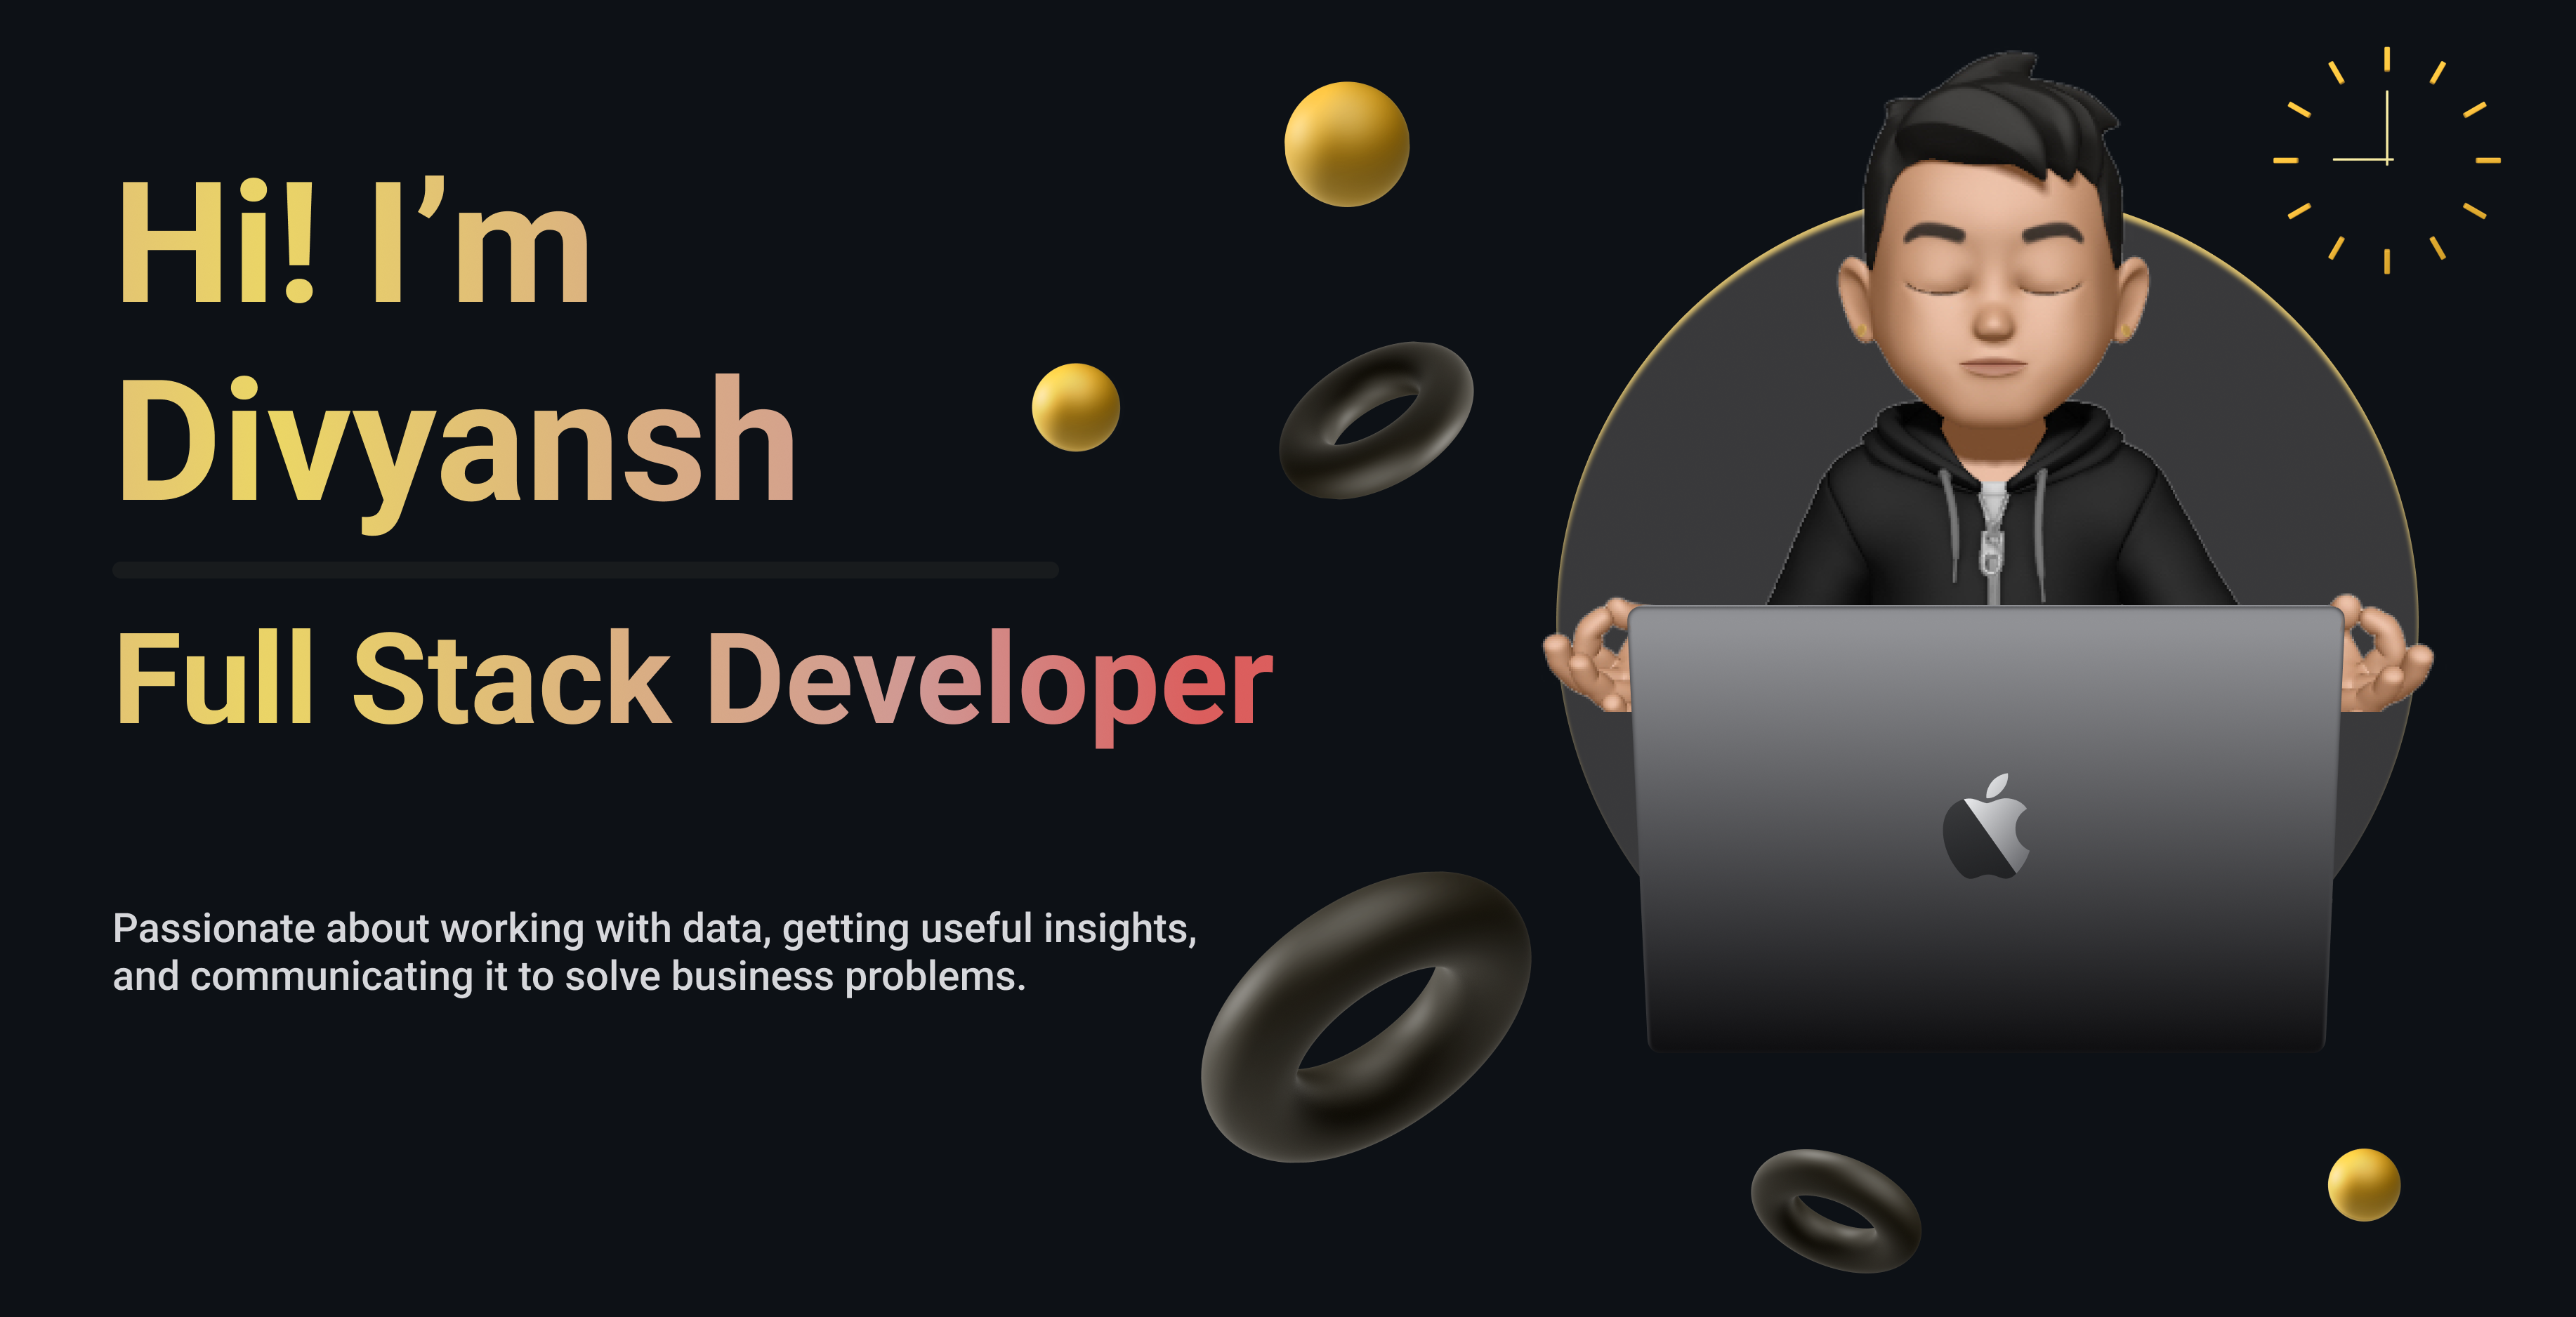 Hi! I’m
Divyansh
Full Stack Developer
Passionate about working with data, getting useful insights,
and communicating it to solve business problems.